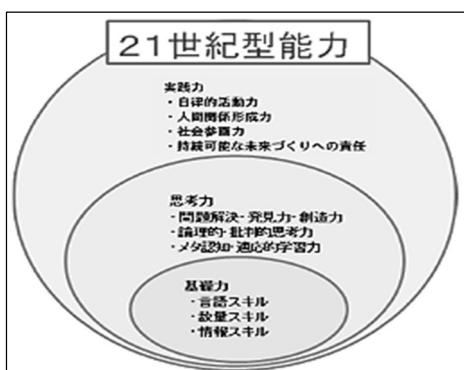 21世紀型能力
実践力
・自律的活動力
・人間関係形成力
・社会参画力
・持続可能な未来づくりへの責任
思考力
・問題解決・発見力・創造力
・論理的・批判的思考力
・メタ認知・適応的学習力
基礎力
・言語スキル
・数量スキル
・情報スキル